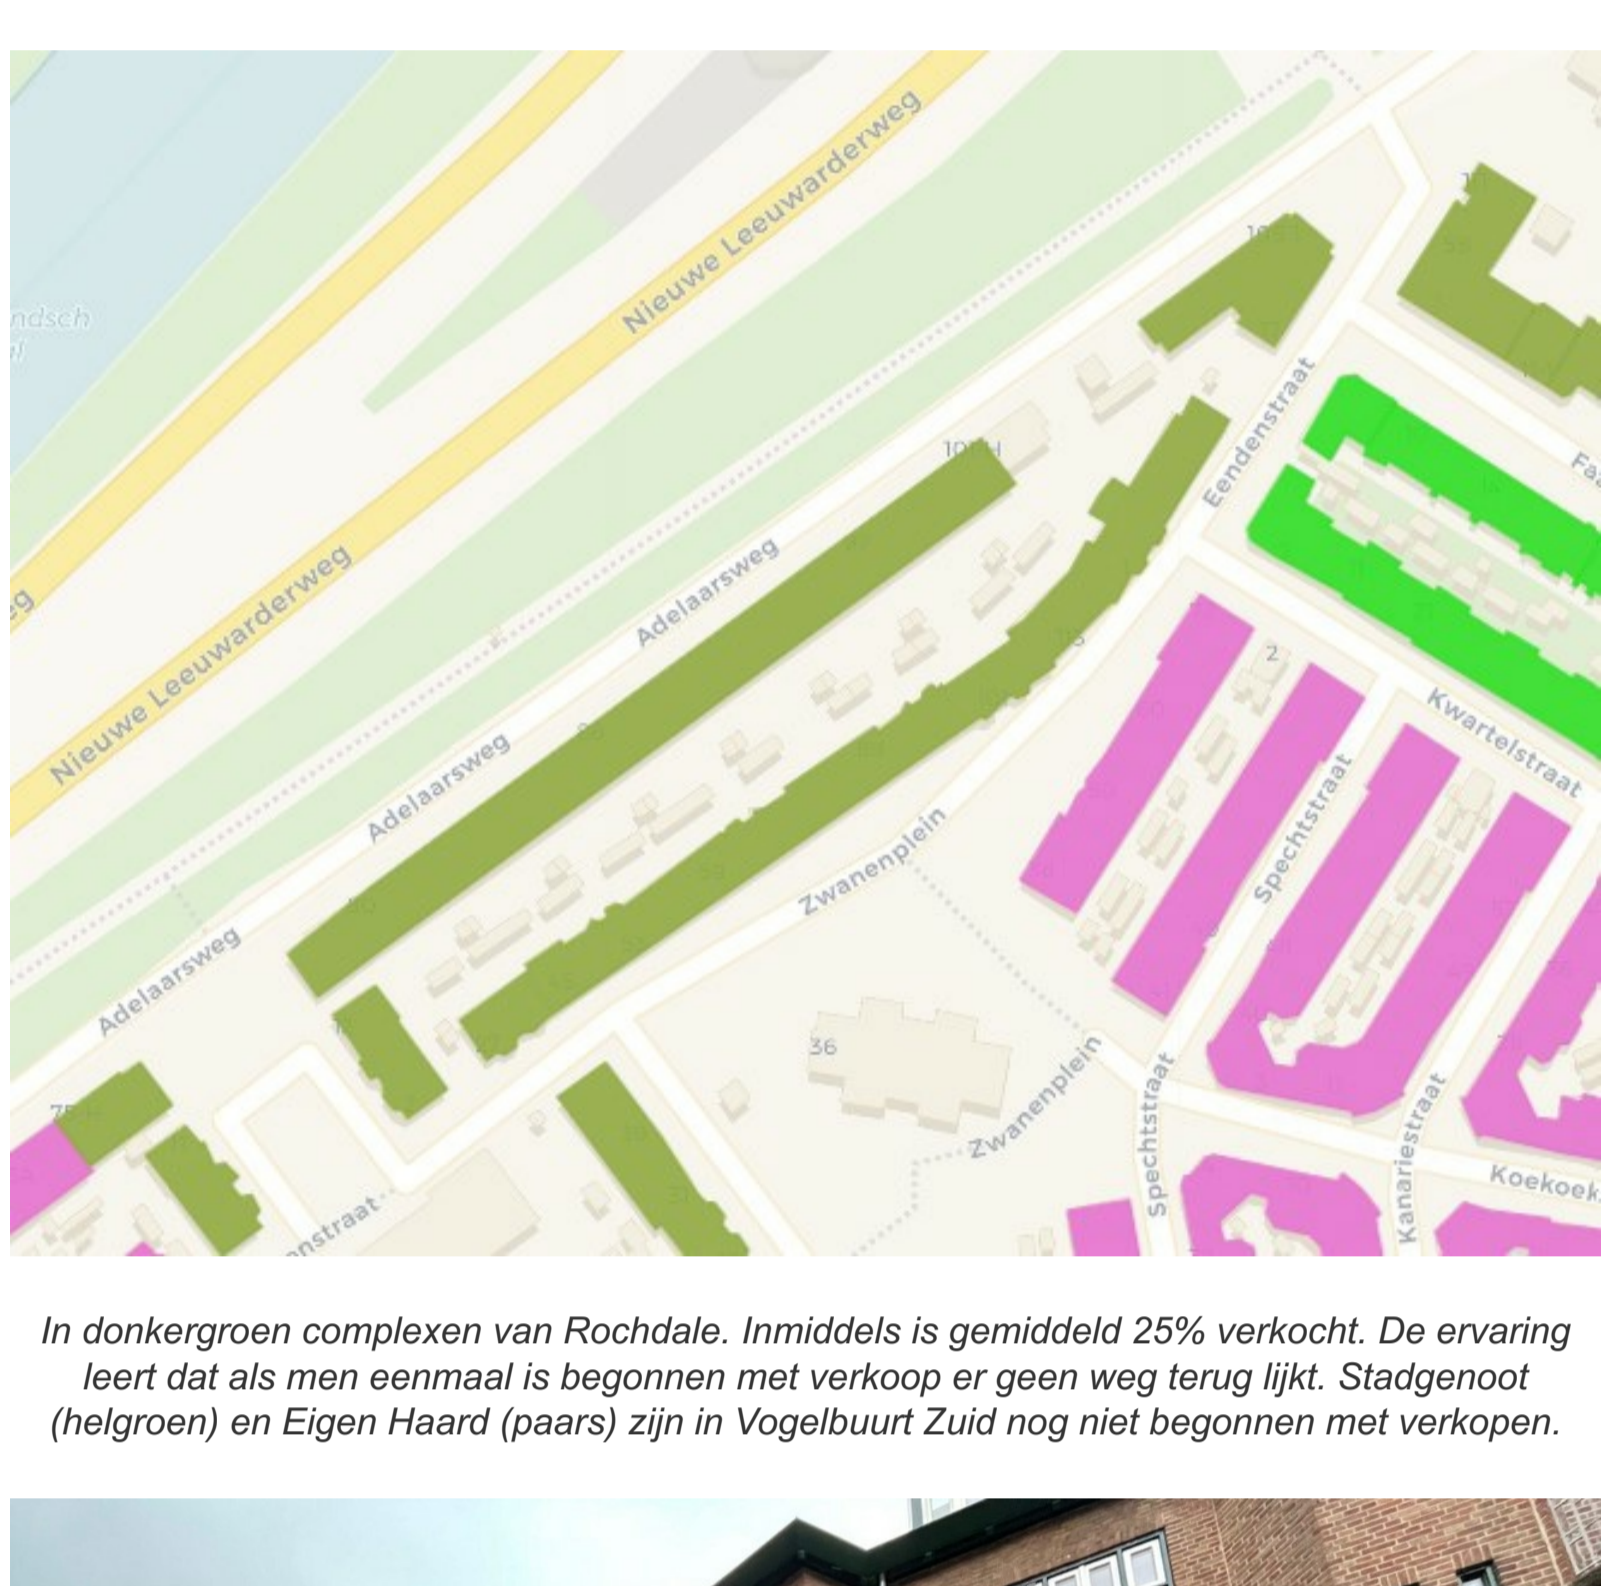 Nieuwe Leeuwarderweg
ndsch
Eendenstraat
Adelaarsweg
Nieuwe Leeuwarderweg
2
Kwartelstraat
Adelaarsweg
Spechtstraat
Zwanenplein
Adelaarsweg
36
Zwanenplein
Spechtstraat
Kanariestraat
Koekoek
enstraat
In donkergroen complexen van Rochdale. Inmiddels is gemiddeld 25% verkocht. De ervaring
leert dat als men eenmaal is begonnen met verkoop er geen weg terug lijkt. Stadgenoot
(helgroen) en Eigen Haard (paars) zijn in Vogelbuurt Zuid nog niet begonnen met verkopen.